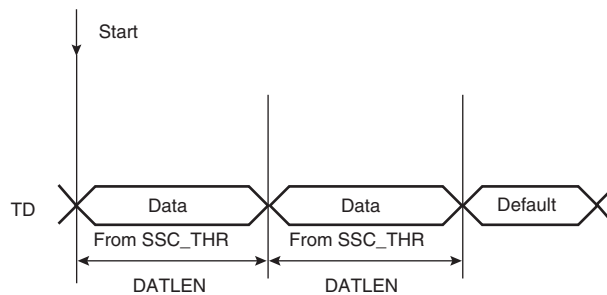 Start
TD Data Data Default
From SSC_THR From SSC_THR
DATLEN DATLEN